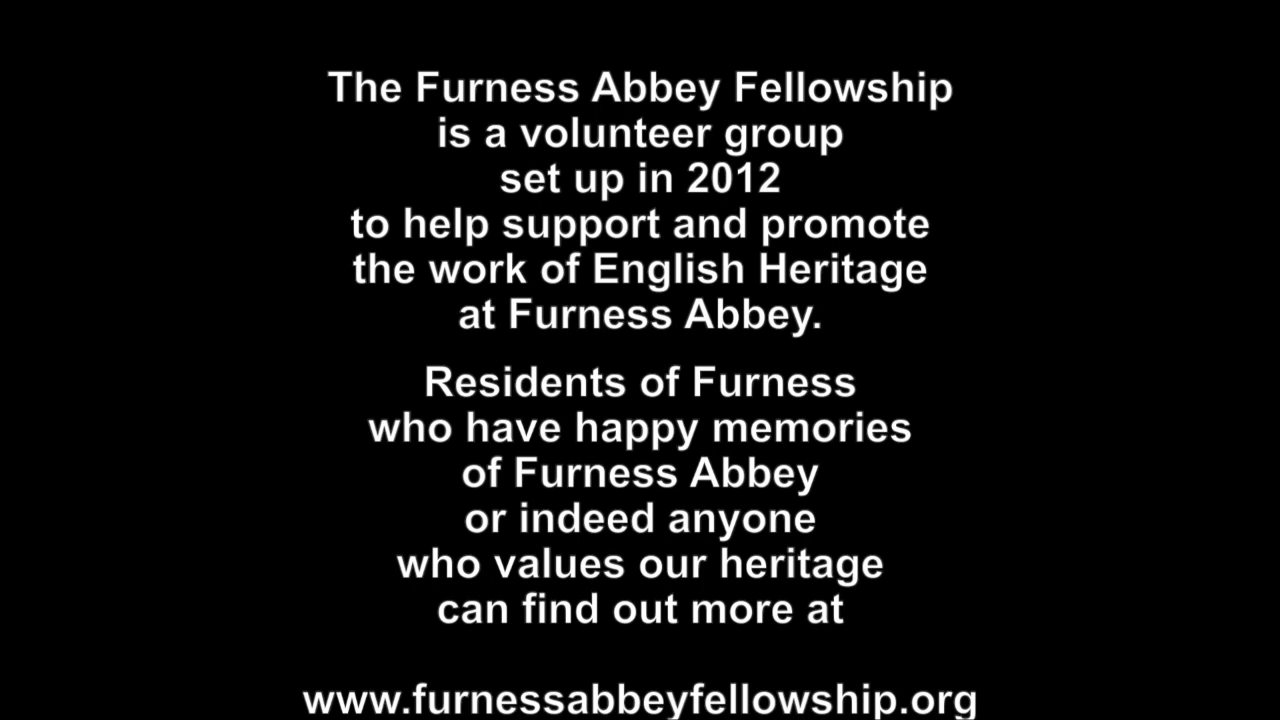 The Furness Abbey Fellowship
is a volunteer group
set up in 2012
to help support and promote
the work of English Heritage
at Furness Abbey.
Residents of Furness
who have happy memories
of Furness Abbey
or indeed anyone
who values our heritage
can find out more at
www.furnessabbeyfellowship.org